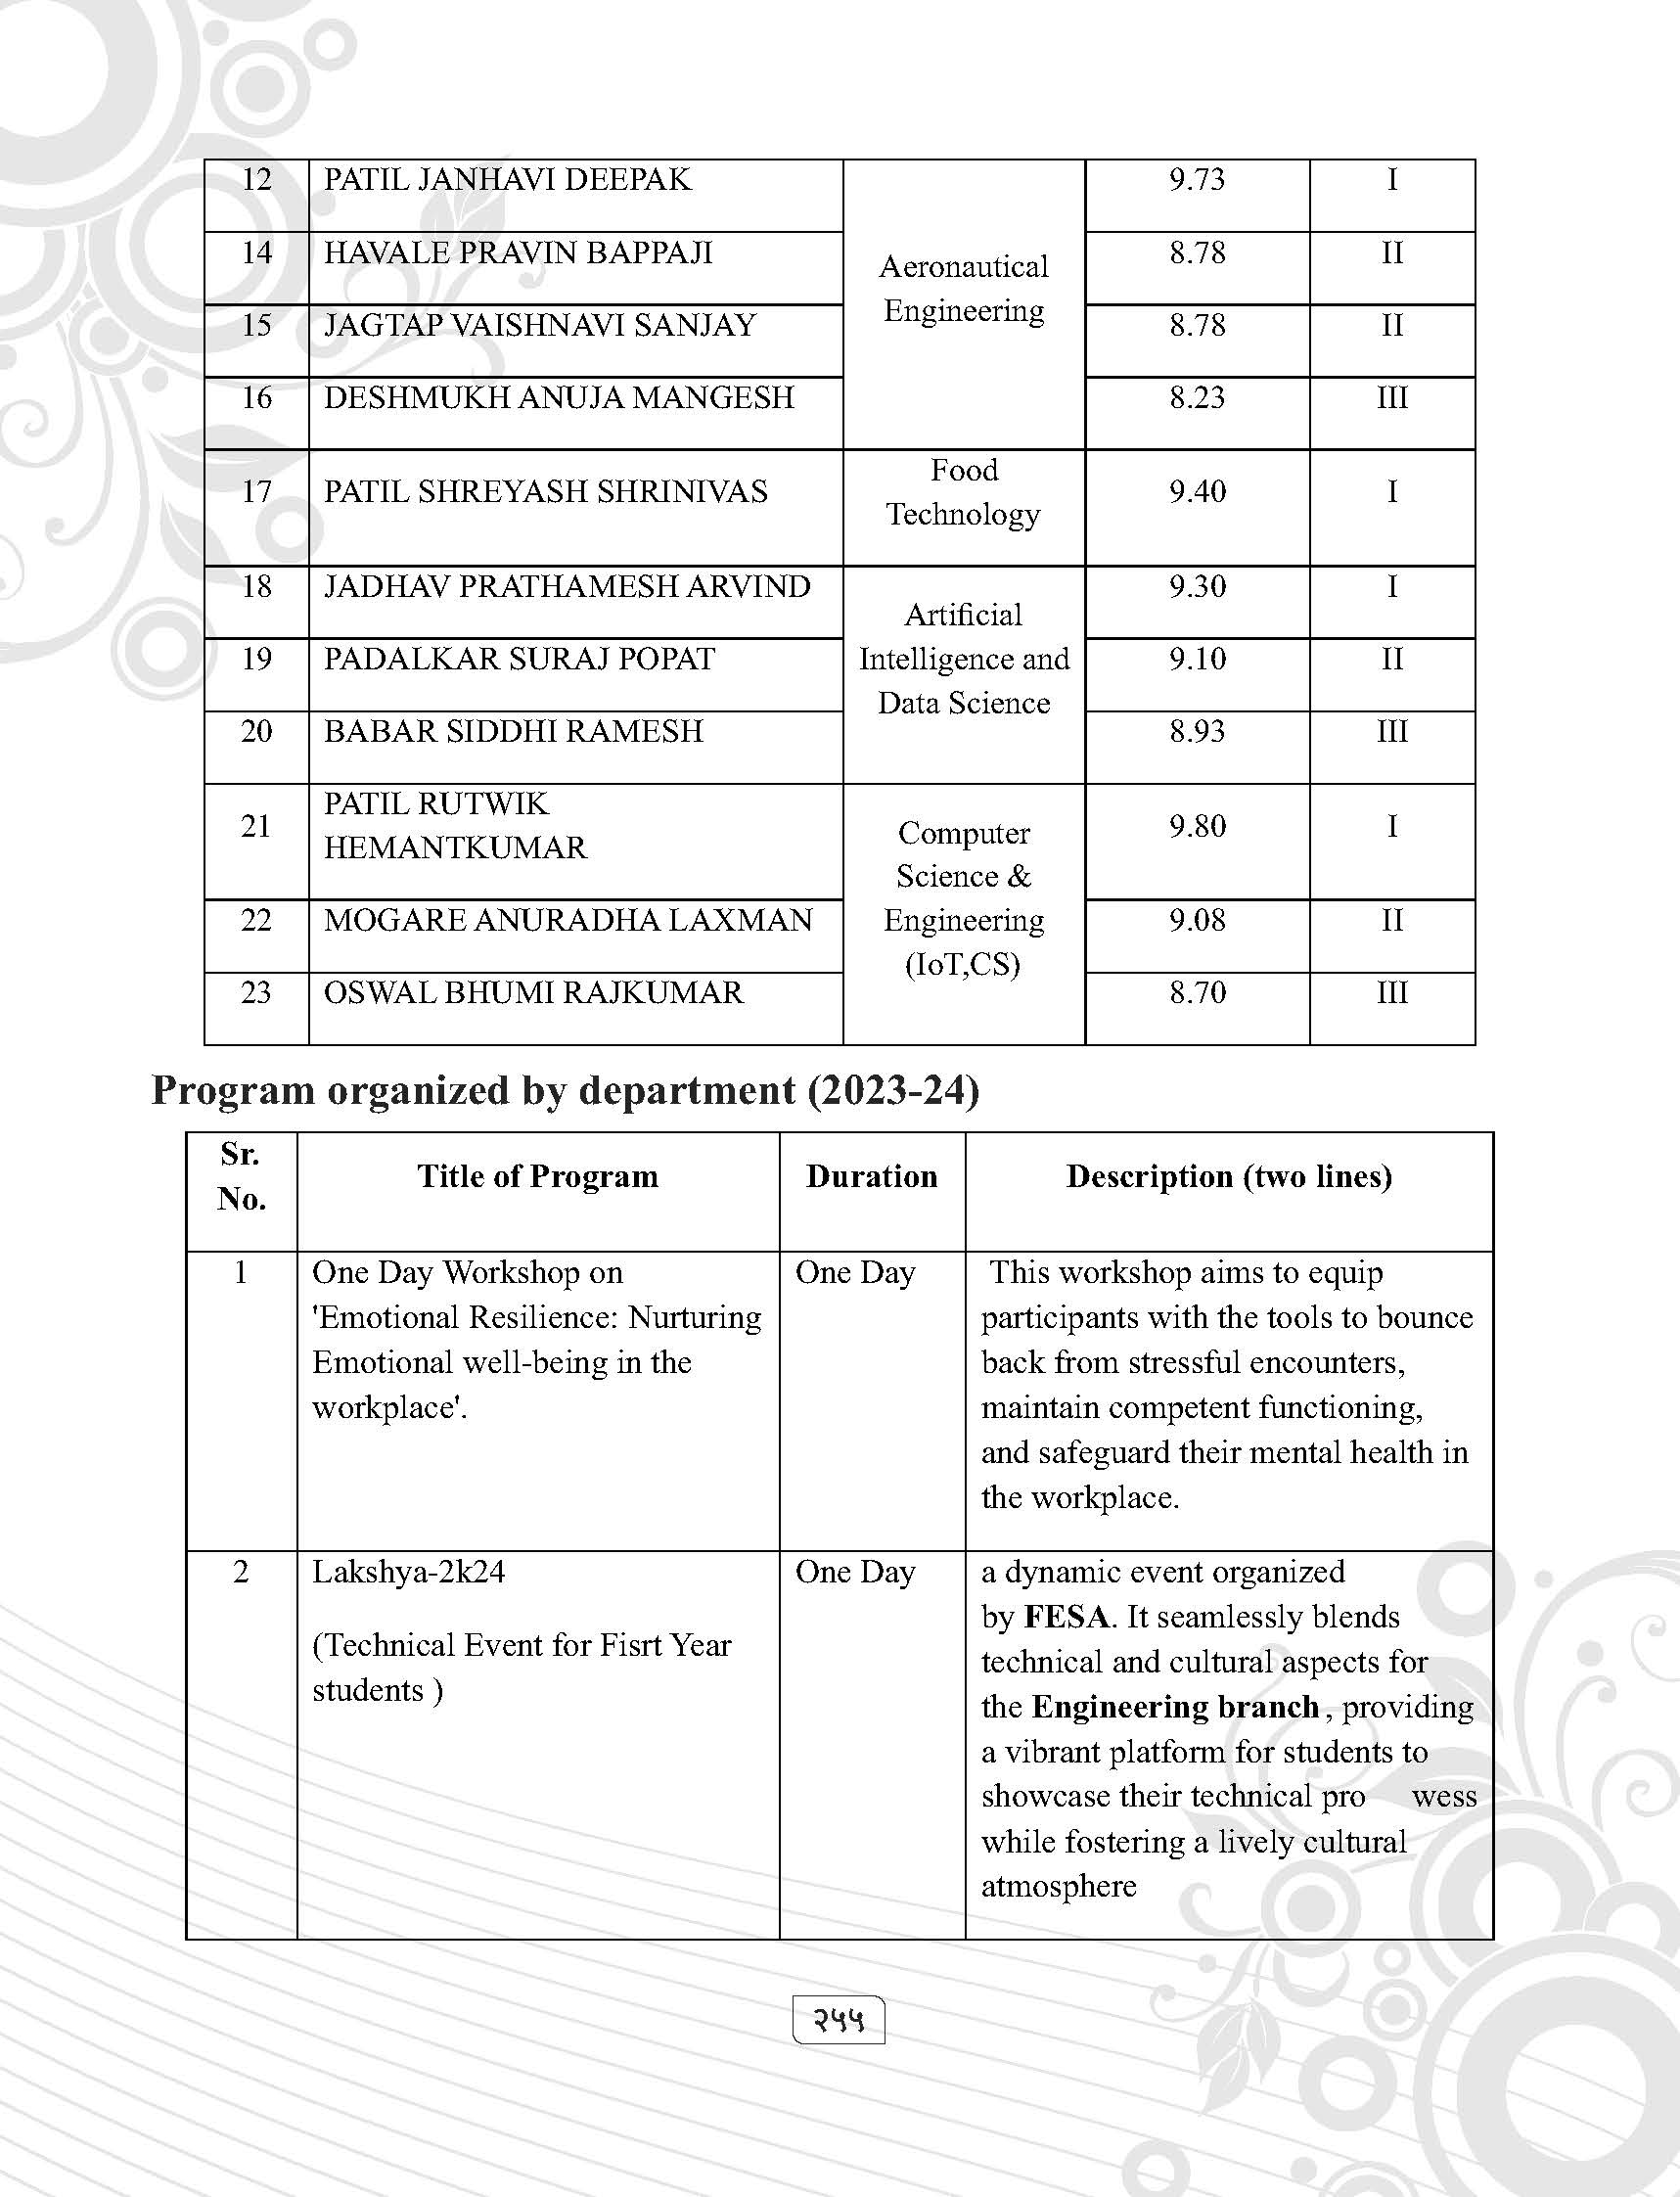 12 PATIL JANHAVI DEEPAK Aeronautical Engineering 9.73 I
14 HAVALE PRAVIN BAPPAJI 8.78 II
15 JAGTAP VAISHNAVI SANJAY 8.78 II
16 DESHMUKH ANUJA MANGESH 8.23 III
17 PATIL SHREYASH SHRINIVAS Food Technology 9.40 I
18 JADHAV PRATHAMESH ARVIND Artificial Intelligence and Data Science 9.30 I
19 PADALKAR SURAJ POPAT 9.10 II
20 BABAR SIDDHI RAMESH 8.93 III
21 PATIL RUTWIK HEMANTKUMAR Computer Science & Engineering (IoT,CS) 9.80 I
22 MOGARE ANURADHA LAXMAN 9.08 II
23 OSWAL BHUMI RAJKUMAR 8.70 III
Program organized by department (2023-24)
Sr. No. Title of Program Duration Description (two lines)
1
One Day Workshop on
'Emotional Resilience: Nurturing
Emotional well-being in the
workplace'.
One Day
This workshop aims to equip
participants with the tools to bounce
back from stressful encounters,
maintain competent functioning,
and safeguard their mental health in
the workplace.
2
Lakshya-2k24
(Technical Event for Fisrt Year
students )
One Day
a dynamic event organized
by FESA. It seamlessly blends
technical and cultural aspects for
the Engineering branch, providing
a vibrant platform for students to
showcase their technical pro wess
while fostering a lively cultural
atmosphere
२५५